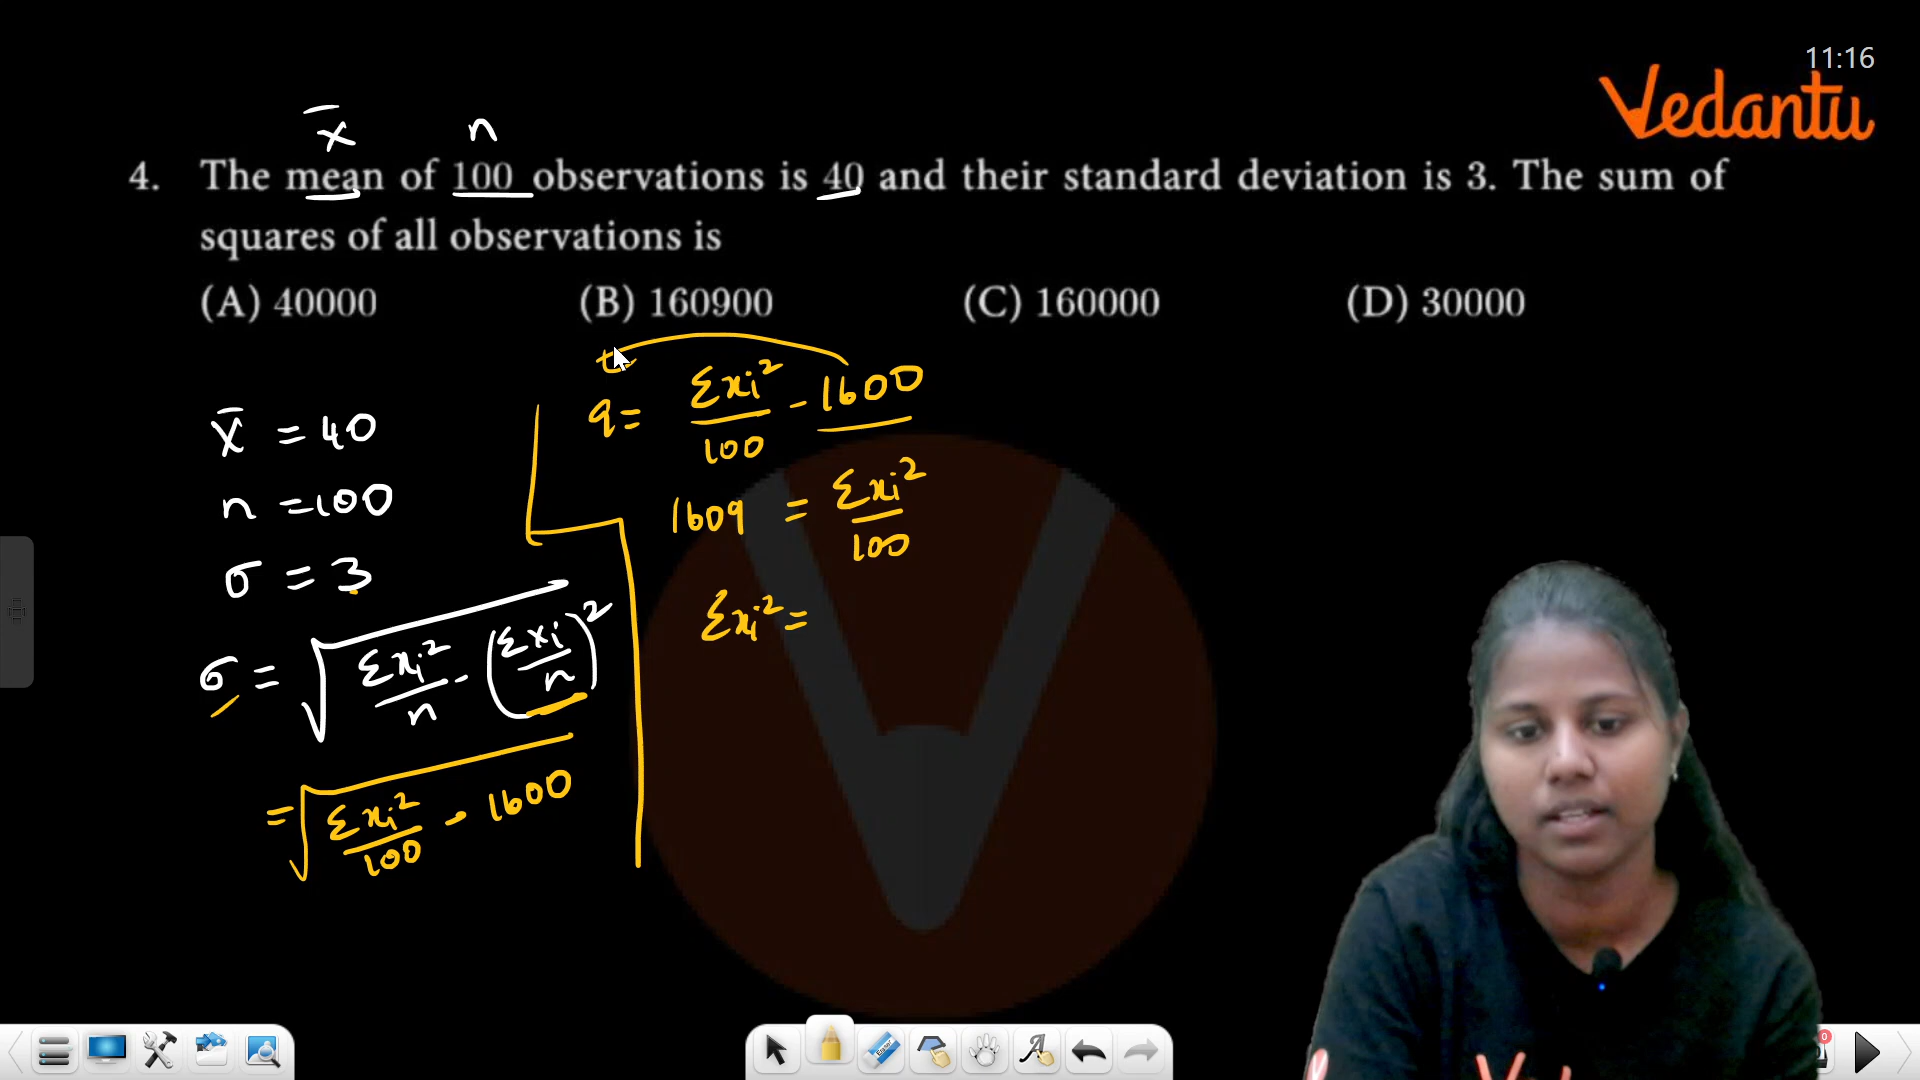 11:16
Vedantu
x̄ n
4. The mean of 100 observations is 40 and their standard deviation is 3. The sum of
squares of all observations is
(A) 40000 (B) 160900 (C) 160000 (D) 30000
x̄ = 40
n = 100
σ = 3
σ = √(Σxi²/n - (Σxi/n)²)
= √(Σxi²/100 - 1600)
9 = Σxi²/100 - 1600
1609 = Σxi²/100
Σxi² =
Eraser
A
0